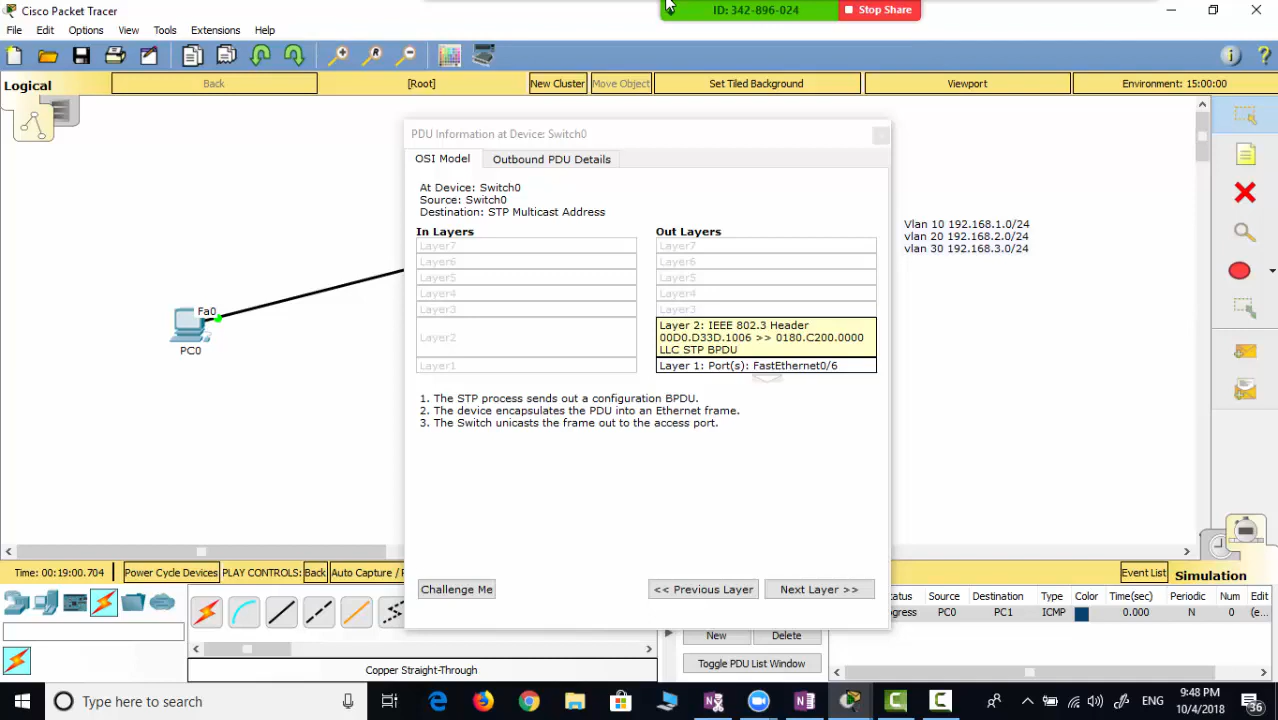 Cisco Packet Tracer
ID: 342-896-024
Stop Share
File Edit Options View Tools Extensions Help
Logical
Back
[Root]
New Cluster
Move Object
Set Tiled Background
Viewport
Environment: 15:00:00
PDU Information at Device: Switch0
OSI Model
Outbound PDU Details
At Device: Switch0
Source: Switch0
Destination: STP Multicast Address
In Layers
Layer7
Layer6
Layer5
Layer4
Layer3
Layer2
Layer1
Out Layers
Layer7
Layer6
Layer5
Layer4
Layer3
Layer 2: IEEE 802.3 Header
00D0.D33D.1006 >> 0180.C200.0000
LLC STP BPDU
Layer 1: Port(s): FastEthernet0/6
1. The STP process sends out a configuration BPDU.
2. The device encapsulates the PDU into an Ethernet frame.
3. The Switch unicasts the frame out to the access port.
Challenge Me
<< Previous Layer
Next Layer >>
Fa0
PC0
Vlan 10 192.168.1.0/24
vlan 20 192.168.2.0/24
vlan 30 192.168.3.0/24
Time: 00:19:00.704
Power Cycle Devices
PLAY CONTROLS:
Back
Auto Capture /
Event List
Simulation
Copper Straight-Through
New
Delete
Toggle PDU List Window
Source Destination Type Color Time(sec) Periodic Num Edit
PC0 PC1 ICMP 0.000 N 0 (e...
Type here to search
ENG
9:48 PM
10/4/2018
36